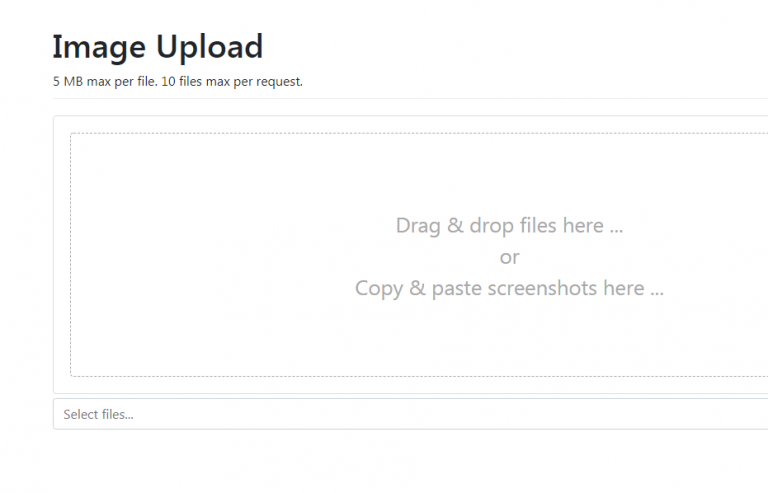 Image Upload
5 MB max per file. 10 files max per request.
Drag & drop files here ...
or
Copy & paste screenshots here ...
Select files...